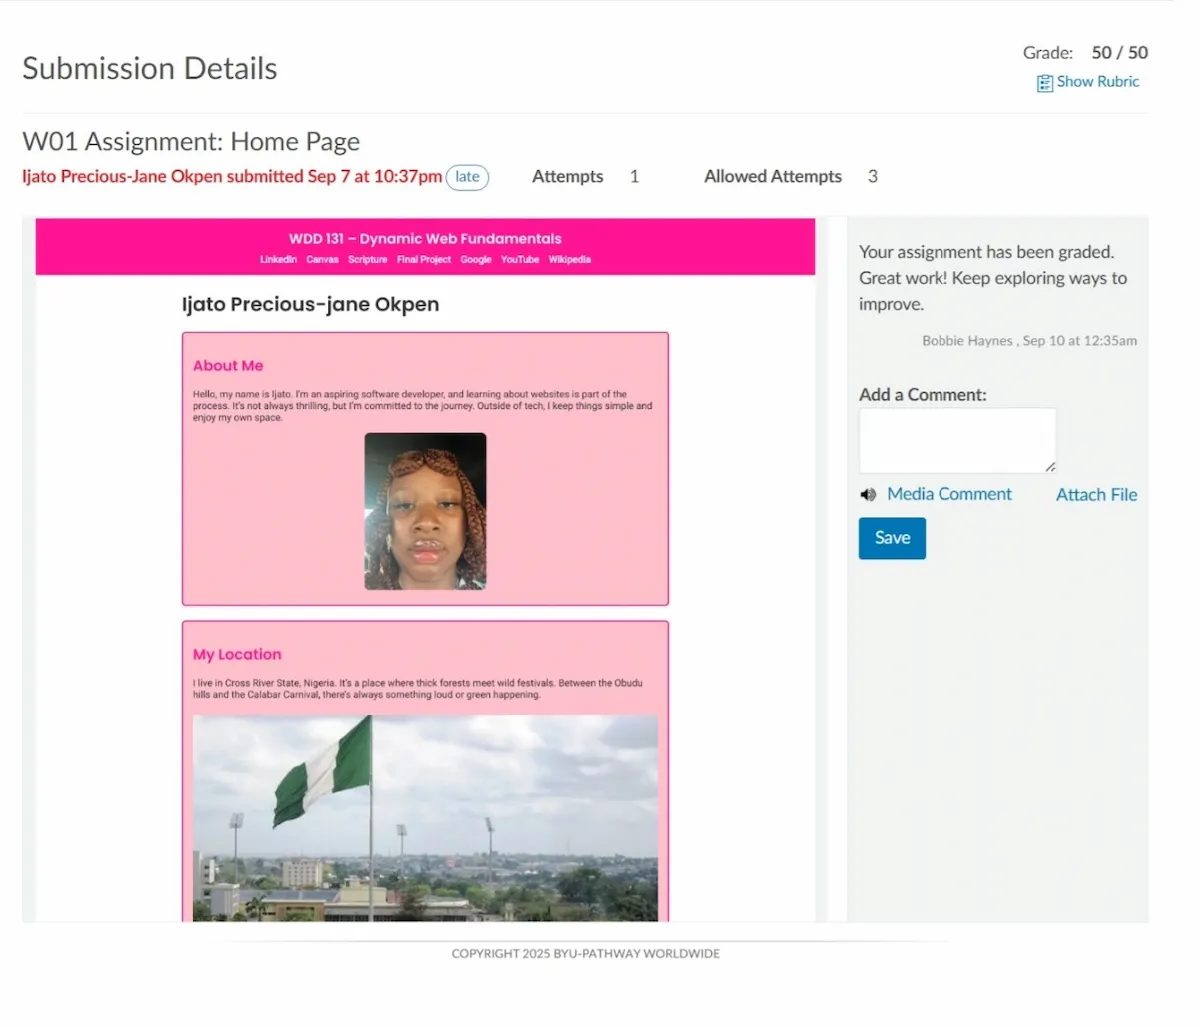 Submission Details
Grade: 50 / 50
Show Rubric
W01 Assignment: Home Page
Ijato Precious-Jane Okpen submitted Sep 7 at 10:37pm late Attempts 1 Allowed Attempts 3
WDD 131 – Dynamic Web Fundamentals
LinkedIn Canvas Scripture Final Project Google YouTube Wikipedia
Ijato Precious-jane Okpen
About Me
Hello, my name is Ijato. I'm an aspiring software developer, and learning about websites is part of the
process. It's not always thrilling, but I'm committed to the journey. Outside of tech, I keep things simple and
enjoy my own space.
My Location
I live in Cross River State, Nigeria. It's a place where thick forests meet wild festivals. Between the Obudu
hills and the Calabar Carnival, there's always something loud or green happening.
Your assignment has been graded.
Great work! Keep exploring ways to
improve.
Bobbie Haynes , Sep 10 at 12:35am
Add a Comment:
Media Comment Attach File
Save
COPYRIGHT 2025 BYU-PATHWAY WORLDWIDE